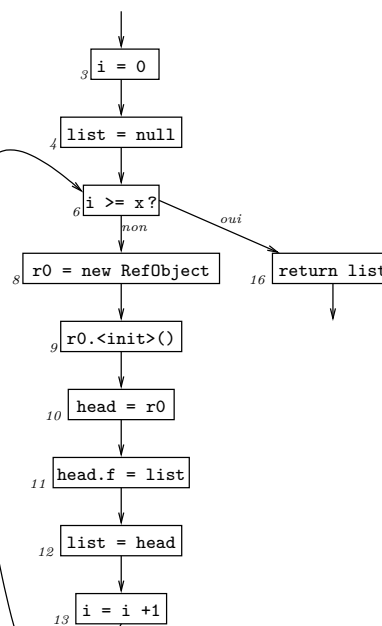 3 i = 0
4 list = null
6 i >= x ?
non oui
8 r0 = new RefObject
16 return list
9 r0.<init>()
10 head = r0
11 head.f = list
12 list = head
13 i = i +1